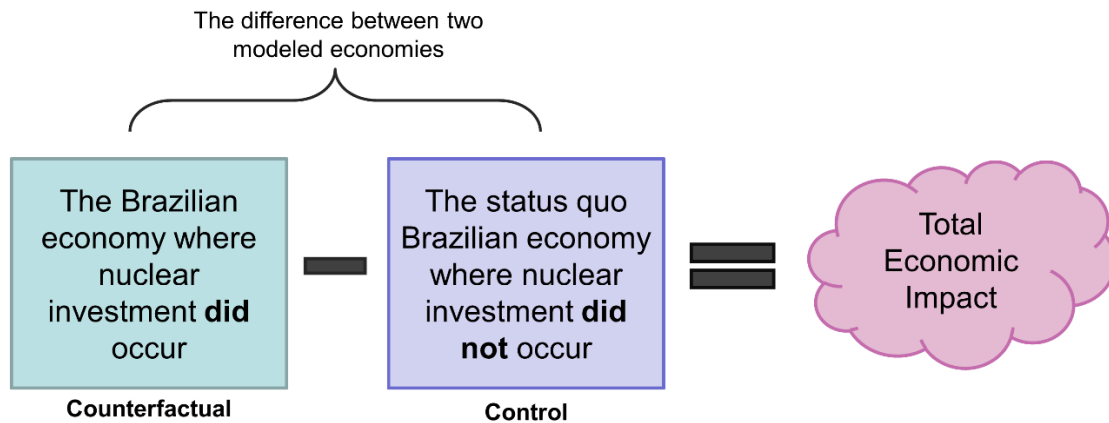 The difference between two
modeled economies
The Brazilian
economy where
nuclear
investment did
occur
The status quo
Brazilian economy
where nuclear
investment did
not occur
Total
Economic
Impact
Counterfactual
Control